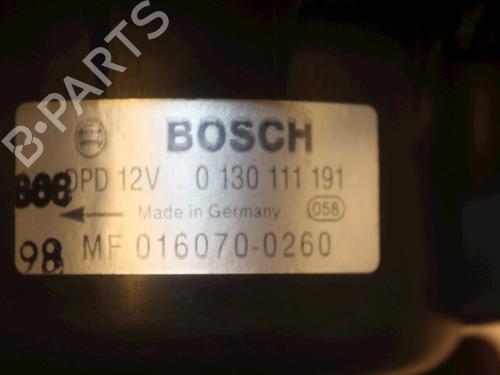 B-PARTS
BOSCH
DPD 12V 0 130 111 191
Made in Germany 058
98 MF 016070-0260